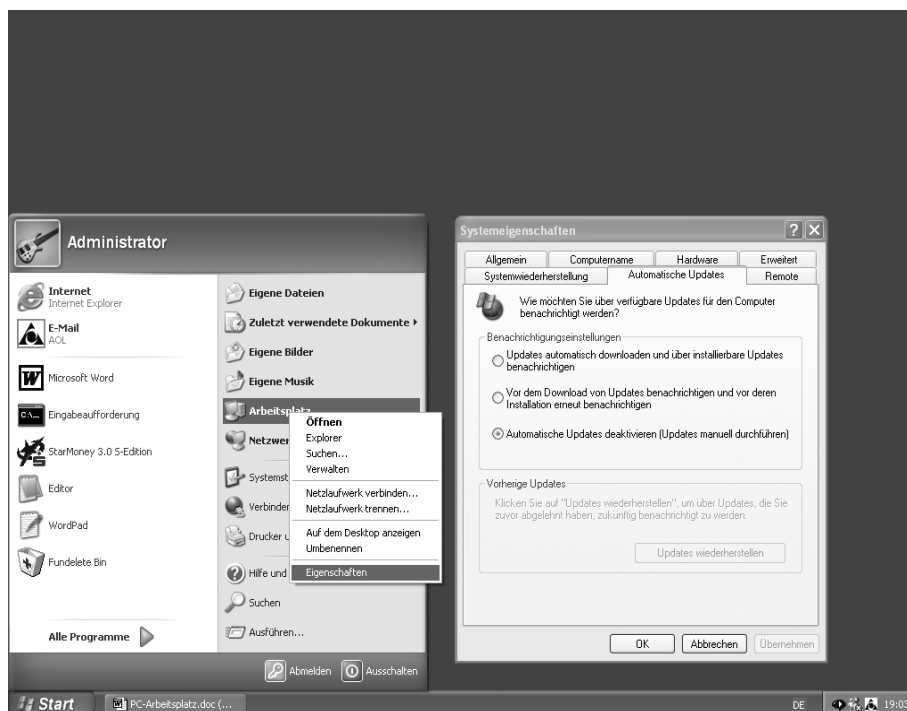 Administrator
Internet
Internet Explorer
E-Mail
AOL
Microsoft Word
Eingabeaufforderung
StarMoney 3.0 S-Edition
Editor
WordPad
Fundelete Bin
Alle Programme
Eigene Dateien
Zuletzt verwendete Dokumente
Eigene Bilder
Eigene Musik
Arbeitsplatz
Netzwer
Systemst
Verbinder
Drucker u
Hilfe und
Suchen
Ausführen...
Öffnen
Explorer
Suchen...
Verwalten
Netzlaufwerk verbinden...
Netzlaufwerk trennen...
Auf dem Desktop anzeigen
Umbenennen
Eigenschaften
Abmelden
Ausschalten
Systemeigenschaften
Allgemein Computername Hardware Erweitert
Systemwiederherstellung Automatische Updates Remote
Wie möchten Sie über verfügbare Updates für den Computer
benachrichtigt werden?
Benachrichtigungseinstellungen
Updates automatisch downloaden und über installierbare Updates
benachrichtigen
Vor dem Download von Updates benachrichtigen und vor deren
Installation erneut benachrichtigen
Automatische Updates deaktivieren (Updates manuell durchführen)
Vorherige Updates
Klicken Sie auf "Updates wiederherstellen", um über Updates, die Sie
zuvor abgelehnt haben, zukünftig benachrichtigt zu werden.
Updates wiederherstellen
OK Abbrechen Übernehmen
Start PC-Arbeitsplatz.doc (... DE 19:03